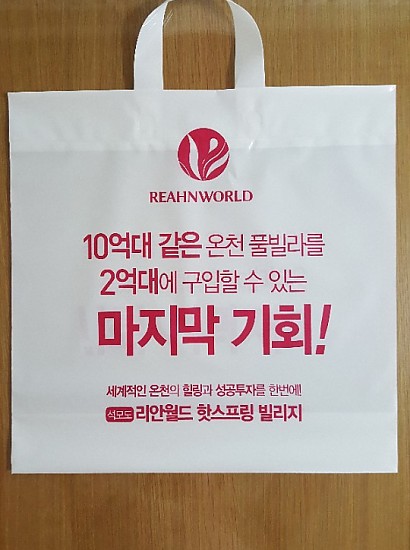 REAHNWORLD
10억대 같은 온천 풀빌라를
2억대에 구입할 수 있는
마지막 기회!
세계적인 온천의 힐링과 성공투자를 한번에!
석모도 리안월드 핫스프링 빌리지